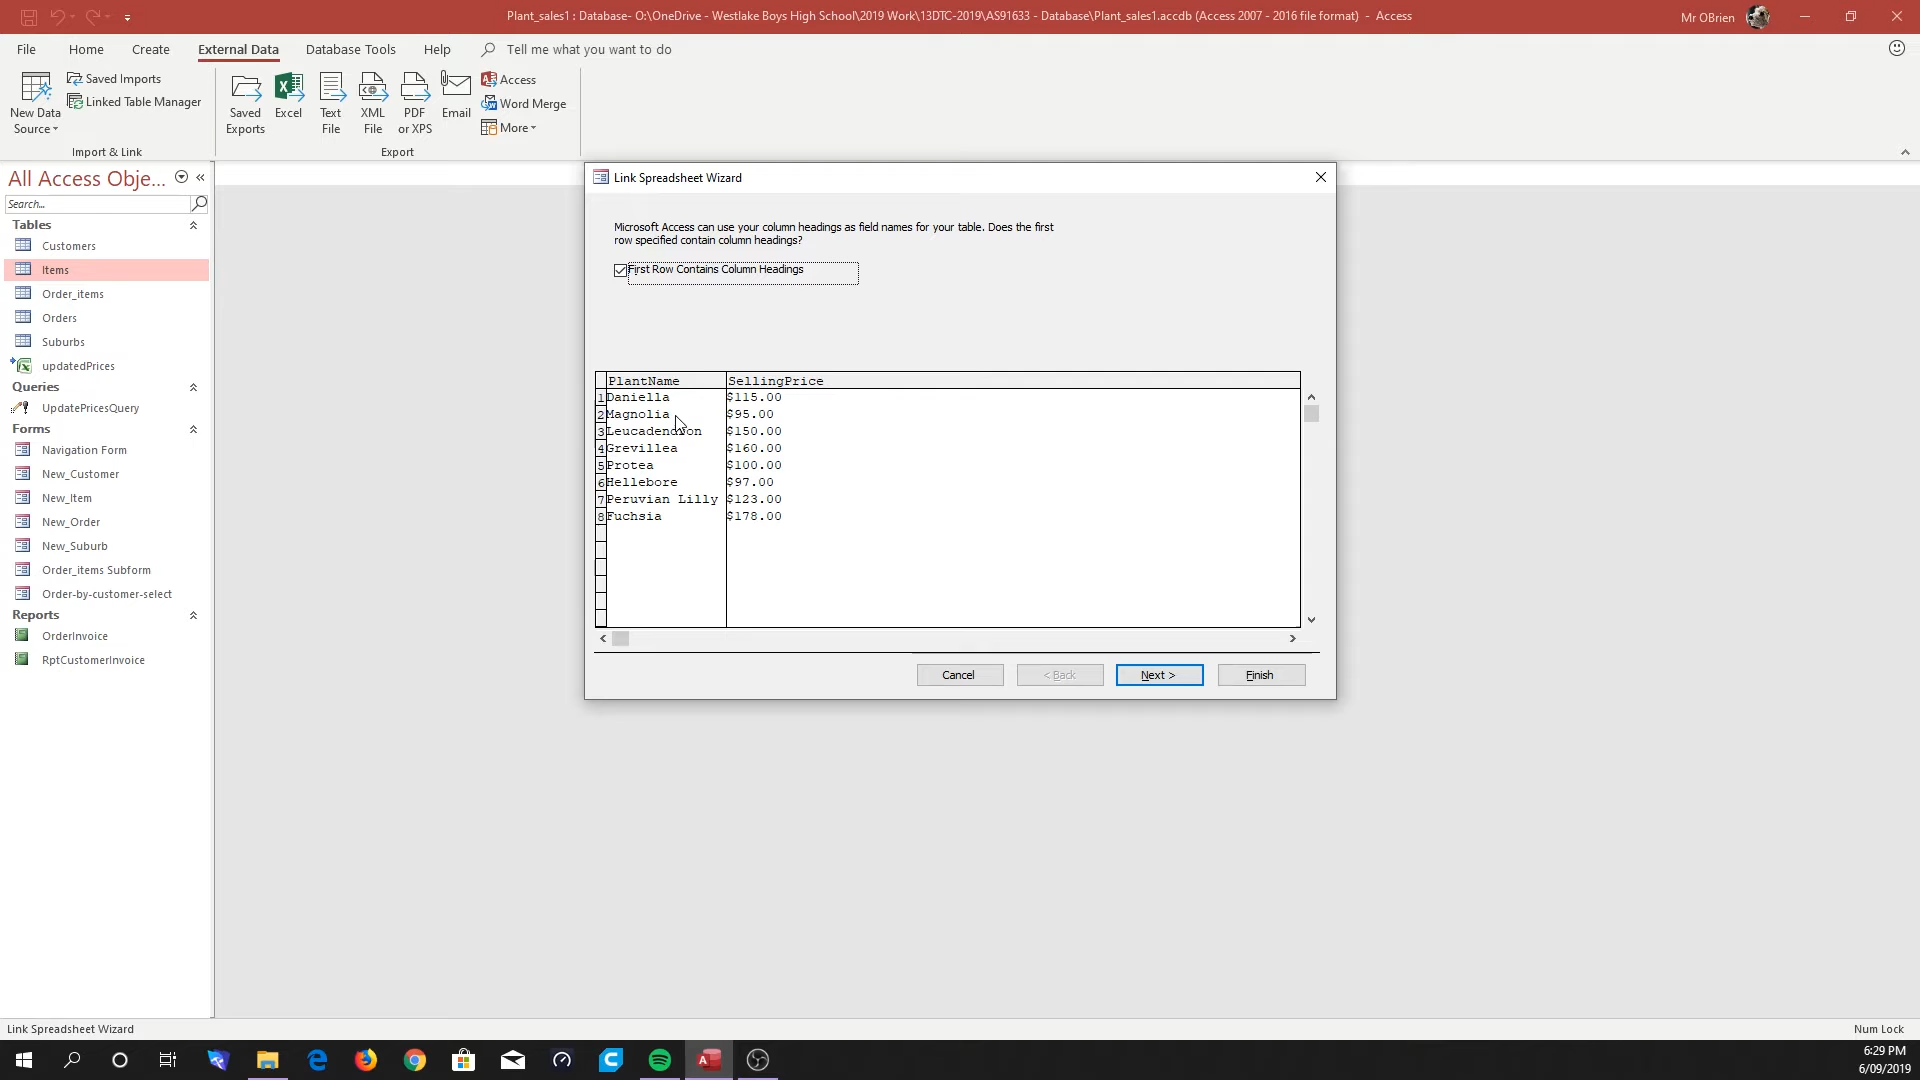 Plant_sales1 : Database- O:\OneDrive - Westlake Boys High School\2019 Work\13DTC-2019\AS91633 - Database\Plant_sales1.accdb (Access 2007 - 2016 file format) - Access
Mr OBrien
File Home Create External Data Database Tools Help Tell me what you want to do
New Data Source
Saved Imports
Linked Table Manager
Import & Link
Saved Exports
Excel
Text File
XML File
PDF or XPS
Email
Access
Word Merge
More
Export
All Access Obje...
Search...
Tables
Customers
Items
Order_items
Orders
Suburbs
updatedPrices
Queries
UpdatePricesQuery
Forms
Navigation Form
New_Customer
New_Item
New_Order
New_Suburb
Order_items Subform
Order-by-customer-select
Reports
OrderInvoice
RptCustomerInvoice
Link Spreadsheet Wizard
Microsoft Access can use your column headings as field names for your table. Does the first
row specified contain column headings?
First Row Contains Column Headings
PlantName SellingPrice
1 Daniella $115.00
2 Magnolia $95.00
3 Leucadendron $150.00
4 Grevillea $160.00
5 Protea $100.00
6 Hellebore $97.00
7 Peruvian Lilly $123.00
8 Fuchsia $178.00
Cancel < Back Next > Finish
Link Spreadsheet Wizard
Num Lock
6:29 PM
6/09/2019